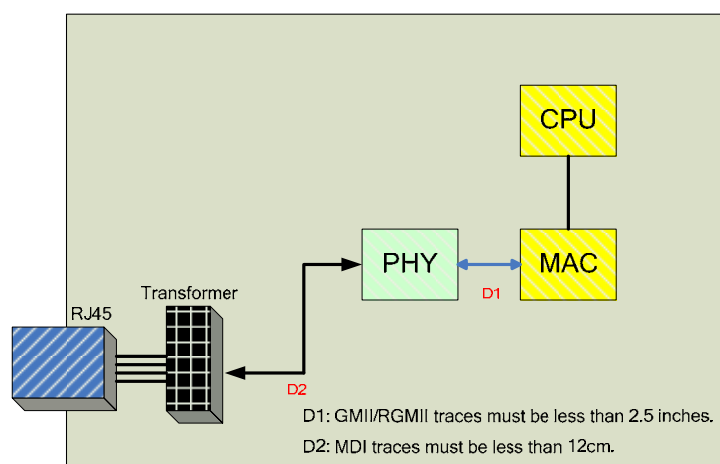 CPU
PHY
MAC
D1
Transformer
RJ45
D2
D1: GMII/RGMII traces must be less than 2.5 inches.
D2: MDI traces must be less than 12cm.